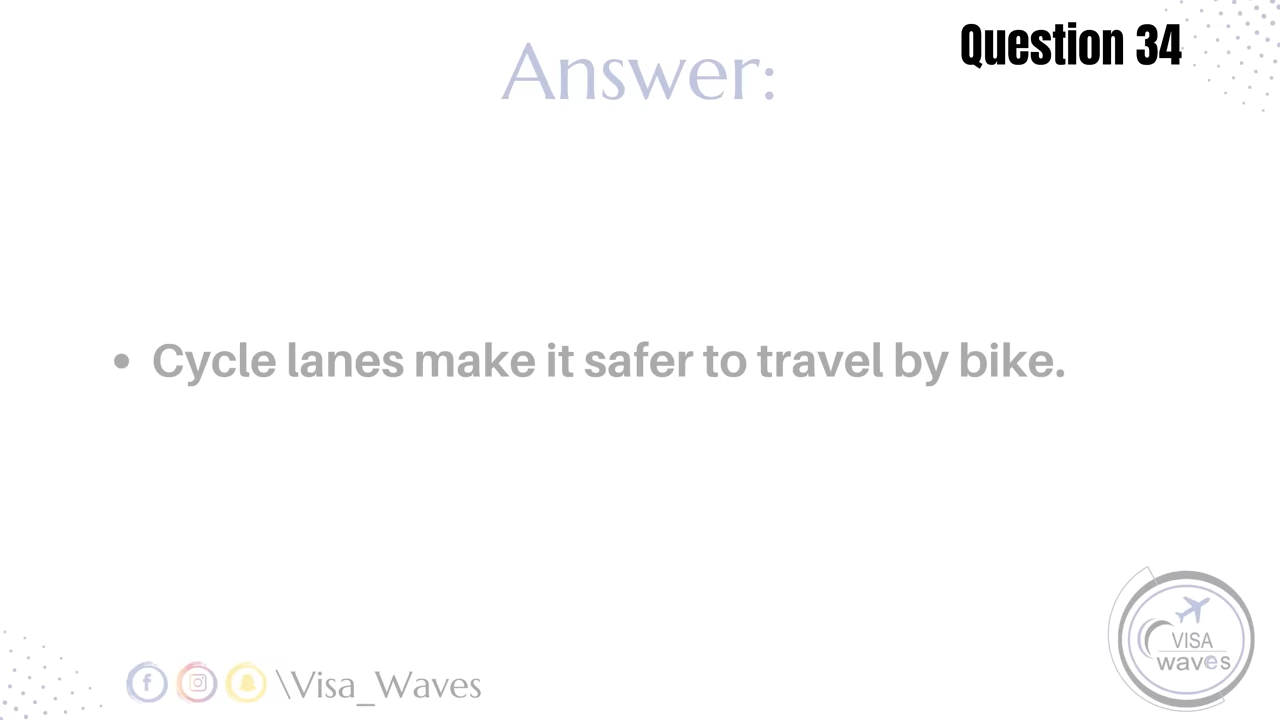 Question 34
Answer:
• Cycle lanes make it safer to travel by bike.
\Visa_Waves
VISA
waves